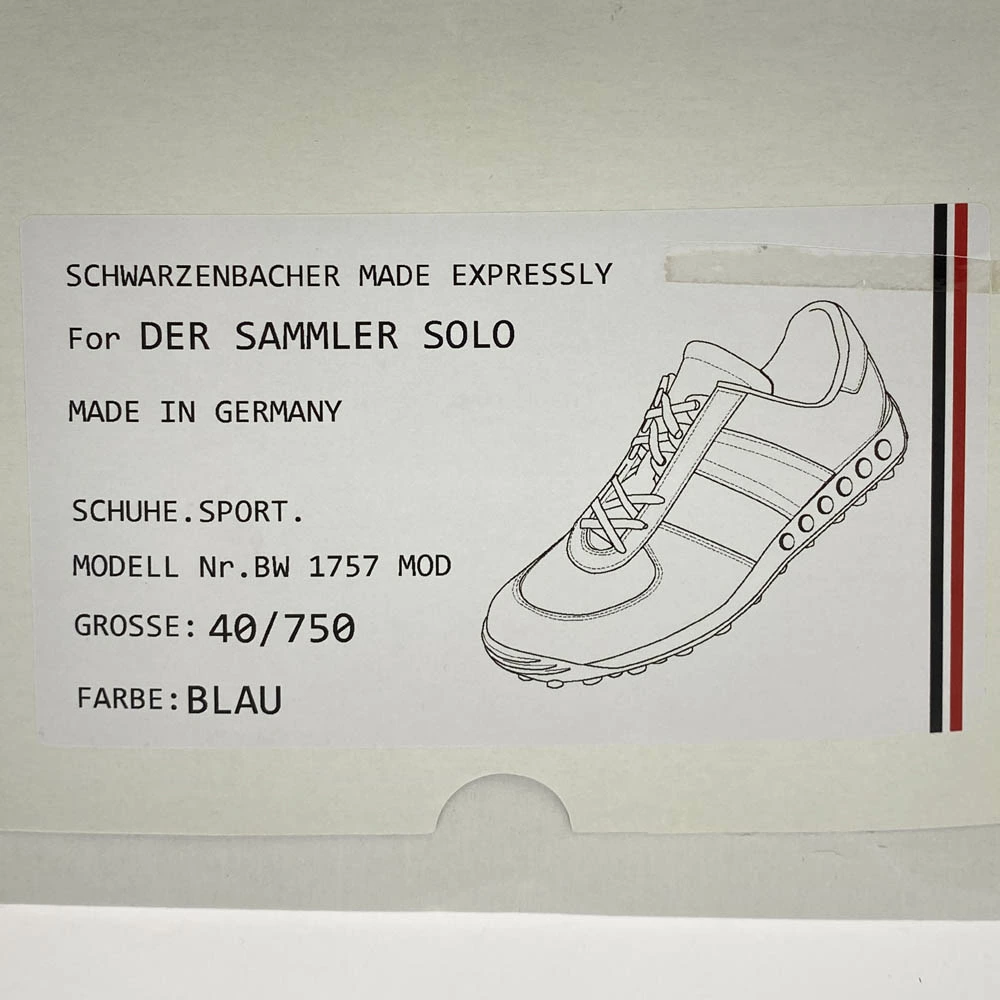 SCHWARZENBACHER MADE EXPRESSLY
For DER SAMMLER SOLO
MADE IN GERMANY
SCHUHE.SPORT.
MODELL Nr.BW 1757 MOD
GROSSE: 40/750
FARBE: BLAU